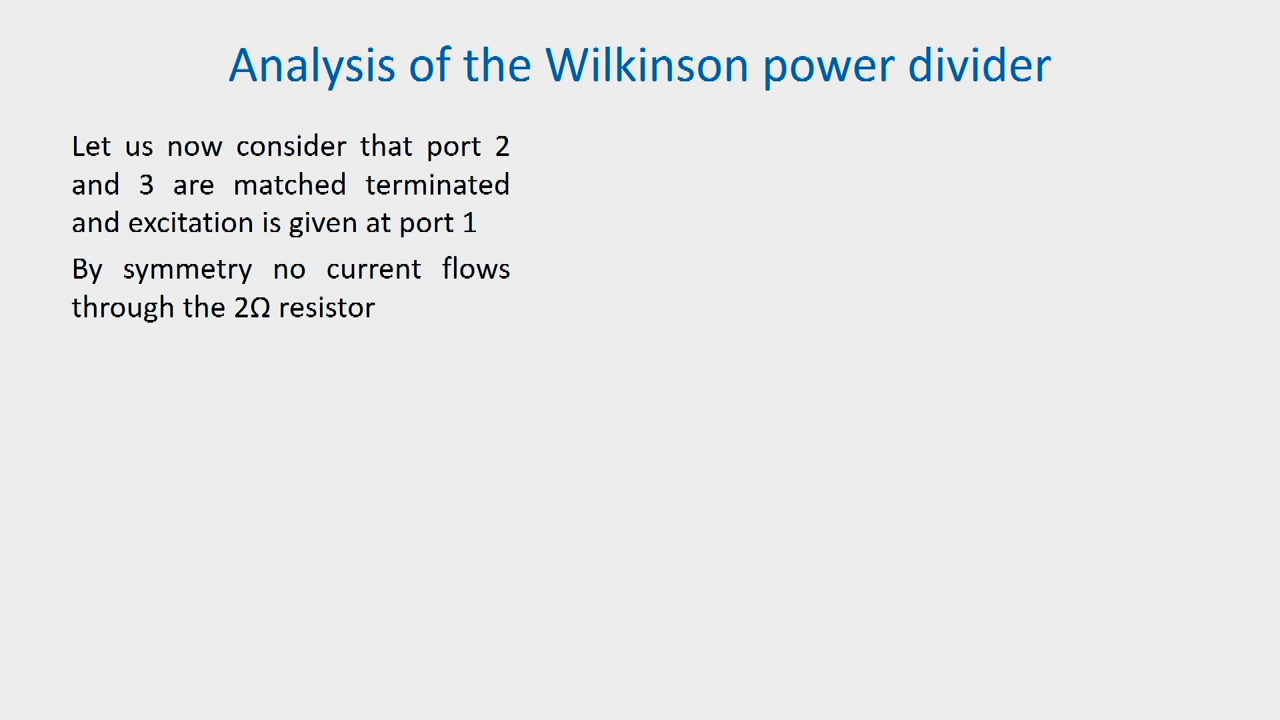 Analysis of the Wilkinson power divider
Let us now consider that port 2
and 3 are matched terminated
and excitation is given at port 1
By symmetry no current flows
through the 2Ω resistor